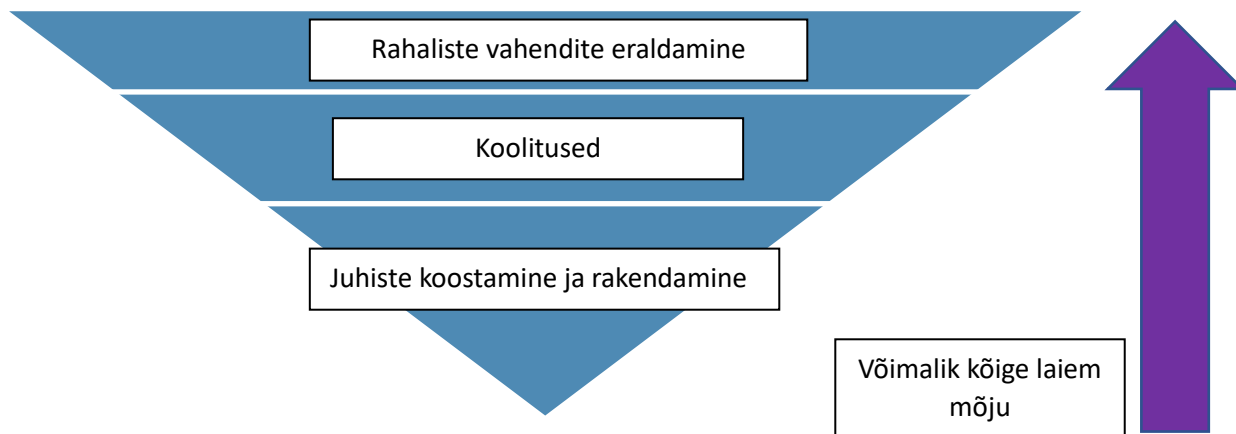 Rahaliste vahendite eraldamine
Koolitused
Juhiste koostamine ja rakendamine
Võimalik kõige laiem
mõju